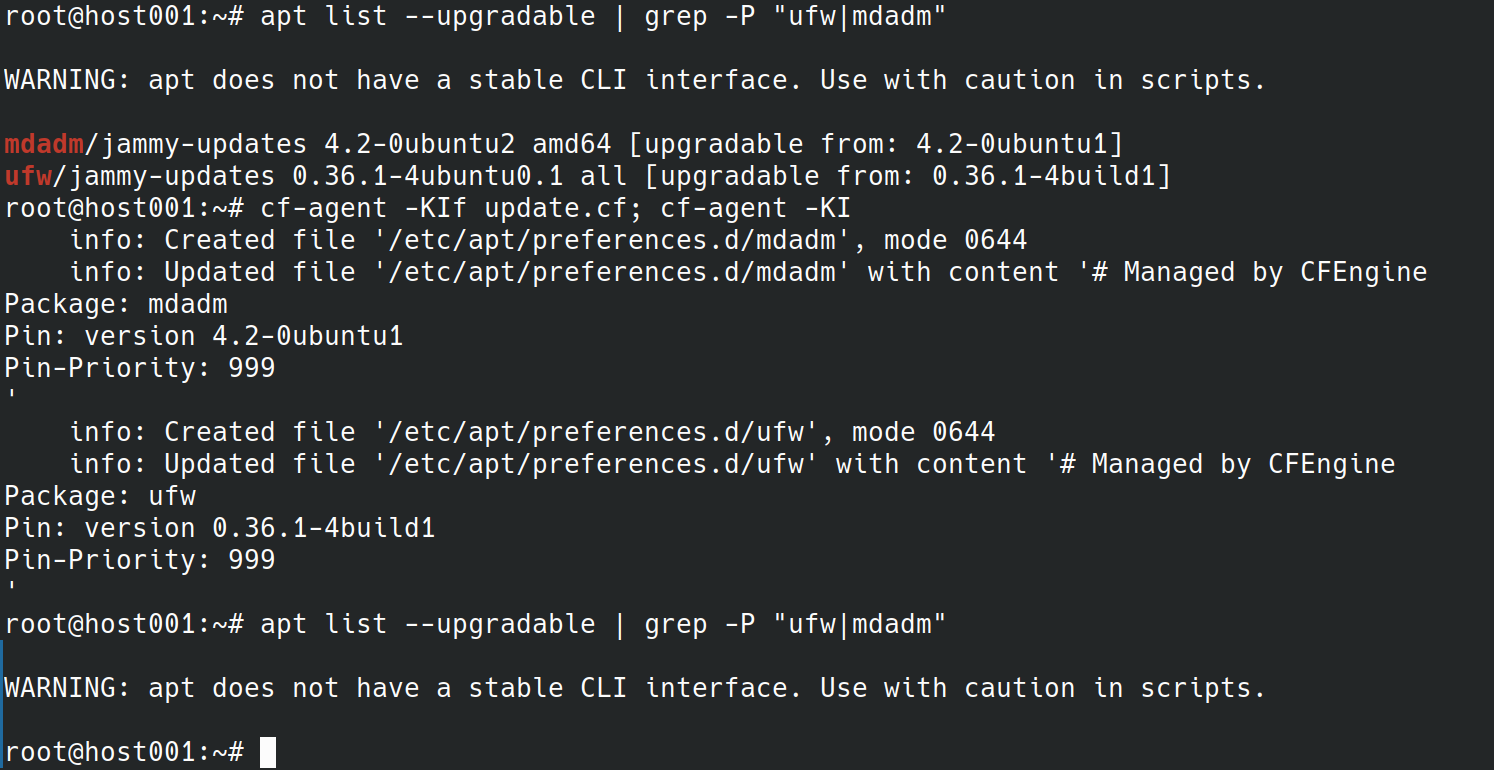 root@host001:~# apt list --upgradable | grep -P "ufw|mdadm"
WARNING: apt does not have a stable CLI interface. Use with caution in scripts.
mdadm/jammy-updates 4.2-0ubuntu2 amd64 [upgradable from: 4.2-0ubuntu1]
ufw/jammy-updates 0.36.1-4ubuntu0.1 all [upgradable from: 0.36.1-4build1]
root@host001:~# cf-agent -KIf update.cf; cf-agent -KI
    info: Created file '/etc/apt/preferences.d/mdadm', mode 0644
    info: Updated file '/etc/apt/preferences.d/mdadm' with content '# Managed by CFEngine
Package: mdadm
Pin: version 4.2-0ubuntu1
Pin-Priority: 999
'
    info: Created file '/etc/apt/preferences.d/ufw', mode 0644
    info: Updated file '/etc/apt/preferences.d/ufw' with content '# Managed by CFEngine
Package: ufw
Pin: version 0.36.1-4build1
Pin-Priority: 999
'
root@host001:~# apt list --upgradable | grep -P "ufw|mdadm"
WARNING: apt does not have a stable CLI interface. Use with caution in scripts.
root@host001:~#